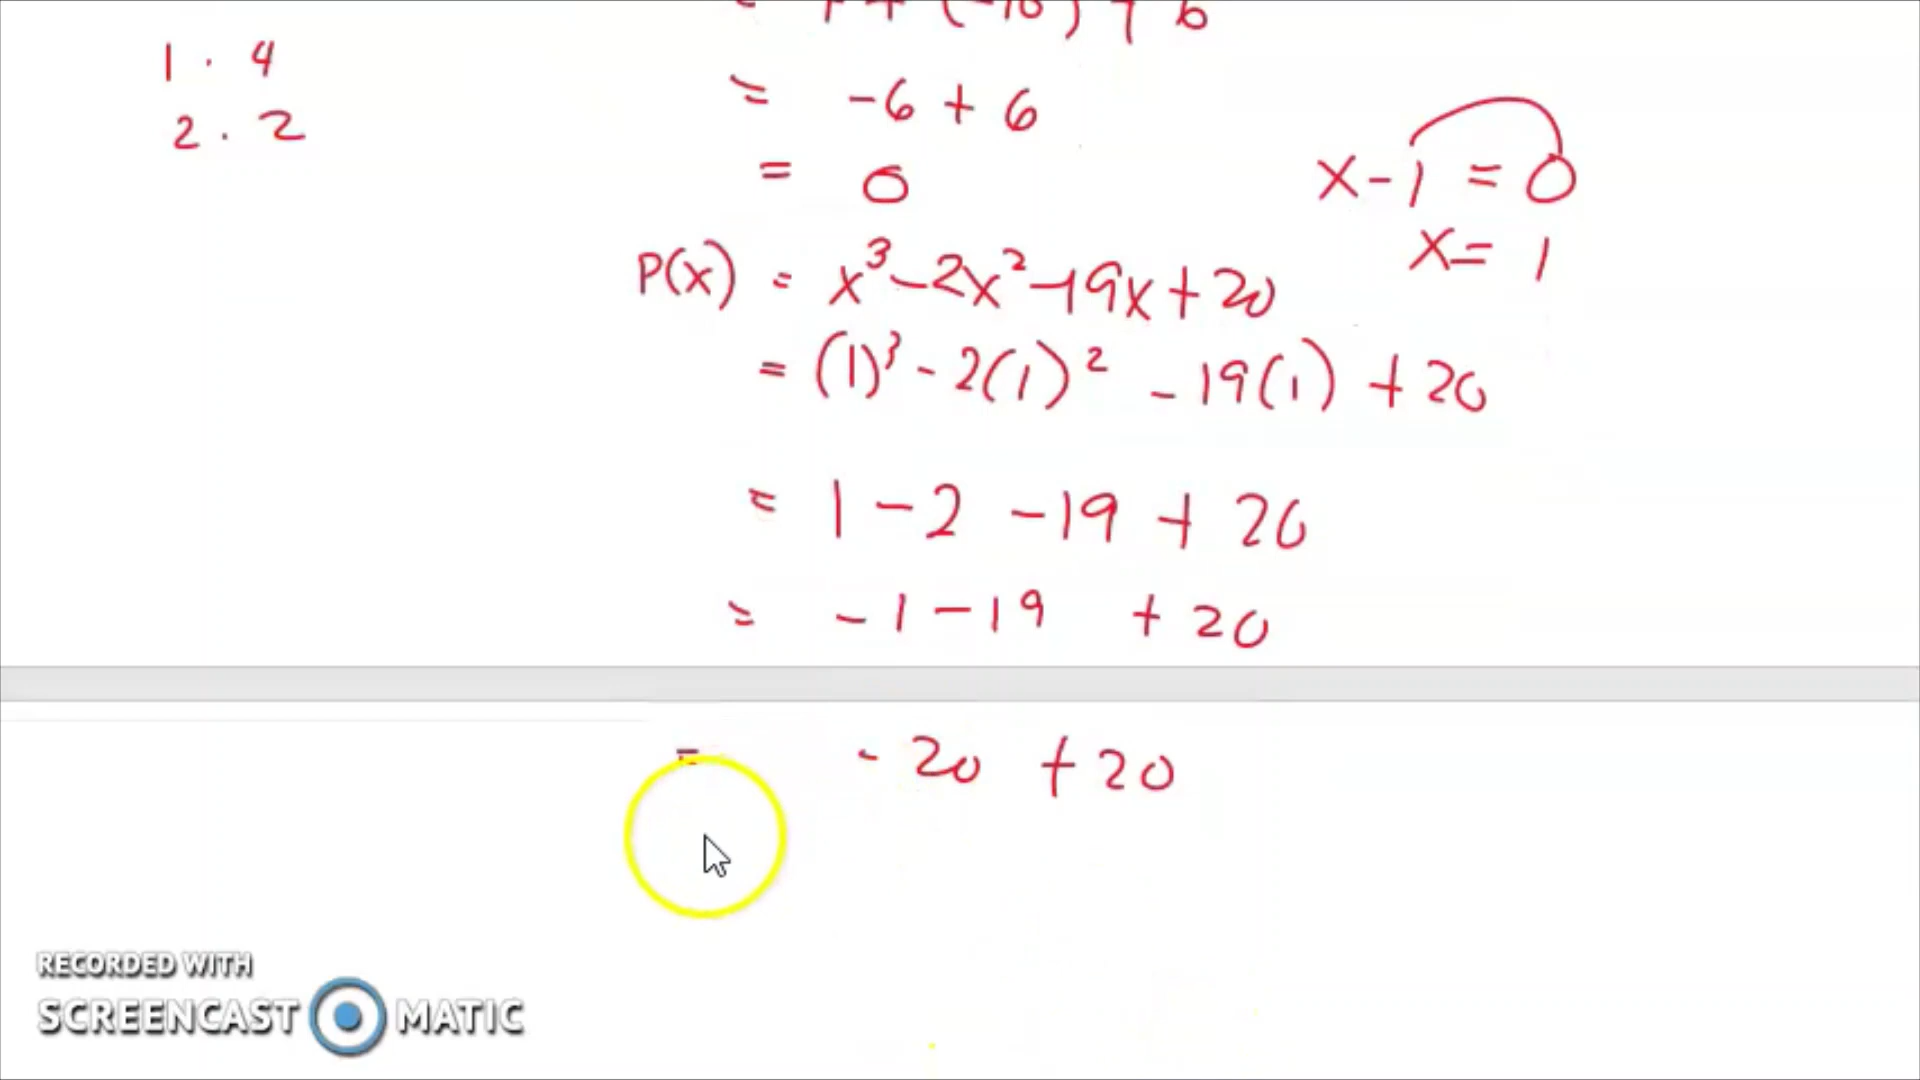 1 · 4
2 · 2
= -6 + 6
= 0
x-1 = 0
x = 1
P(x) = x³-2x²-19x+20
= (1)³ - 2(1)² - 19(1) + 20
= 1 - 2 - 19 + 20
= -1 - 19 + 20
= -20 + 20
RECORDED WITH
SCREENCAST MATIC